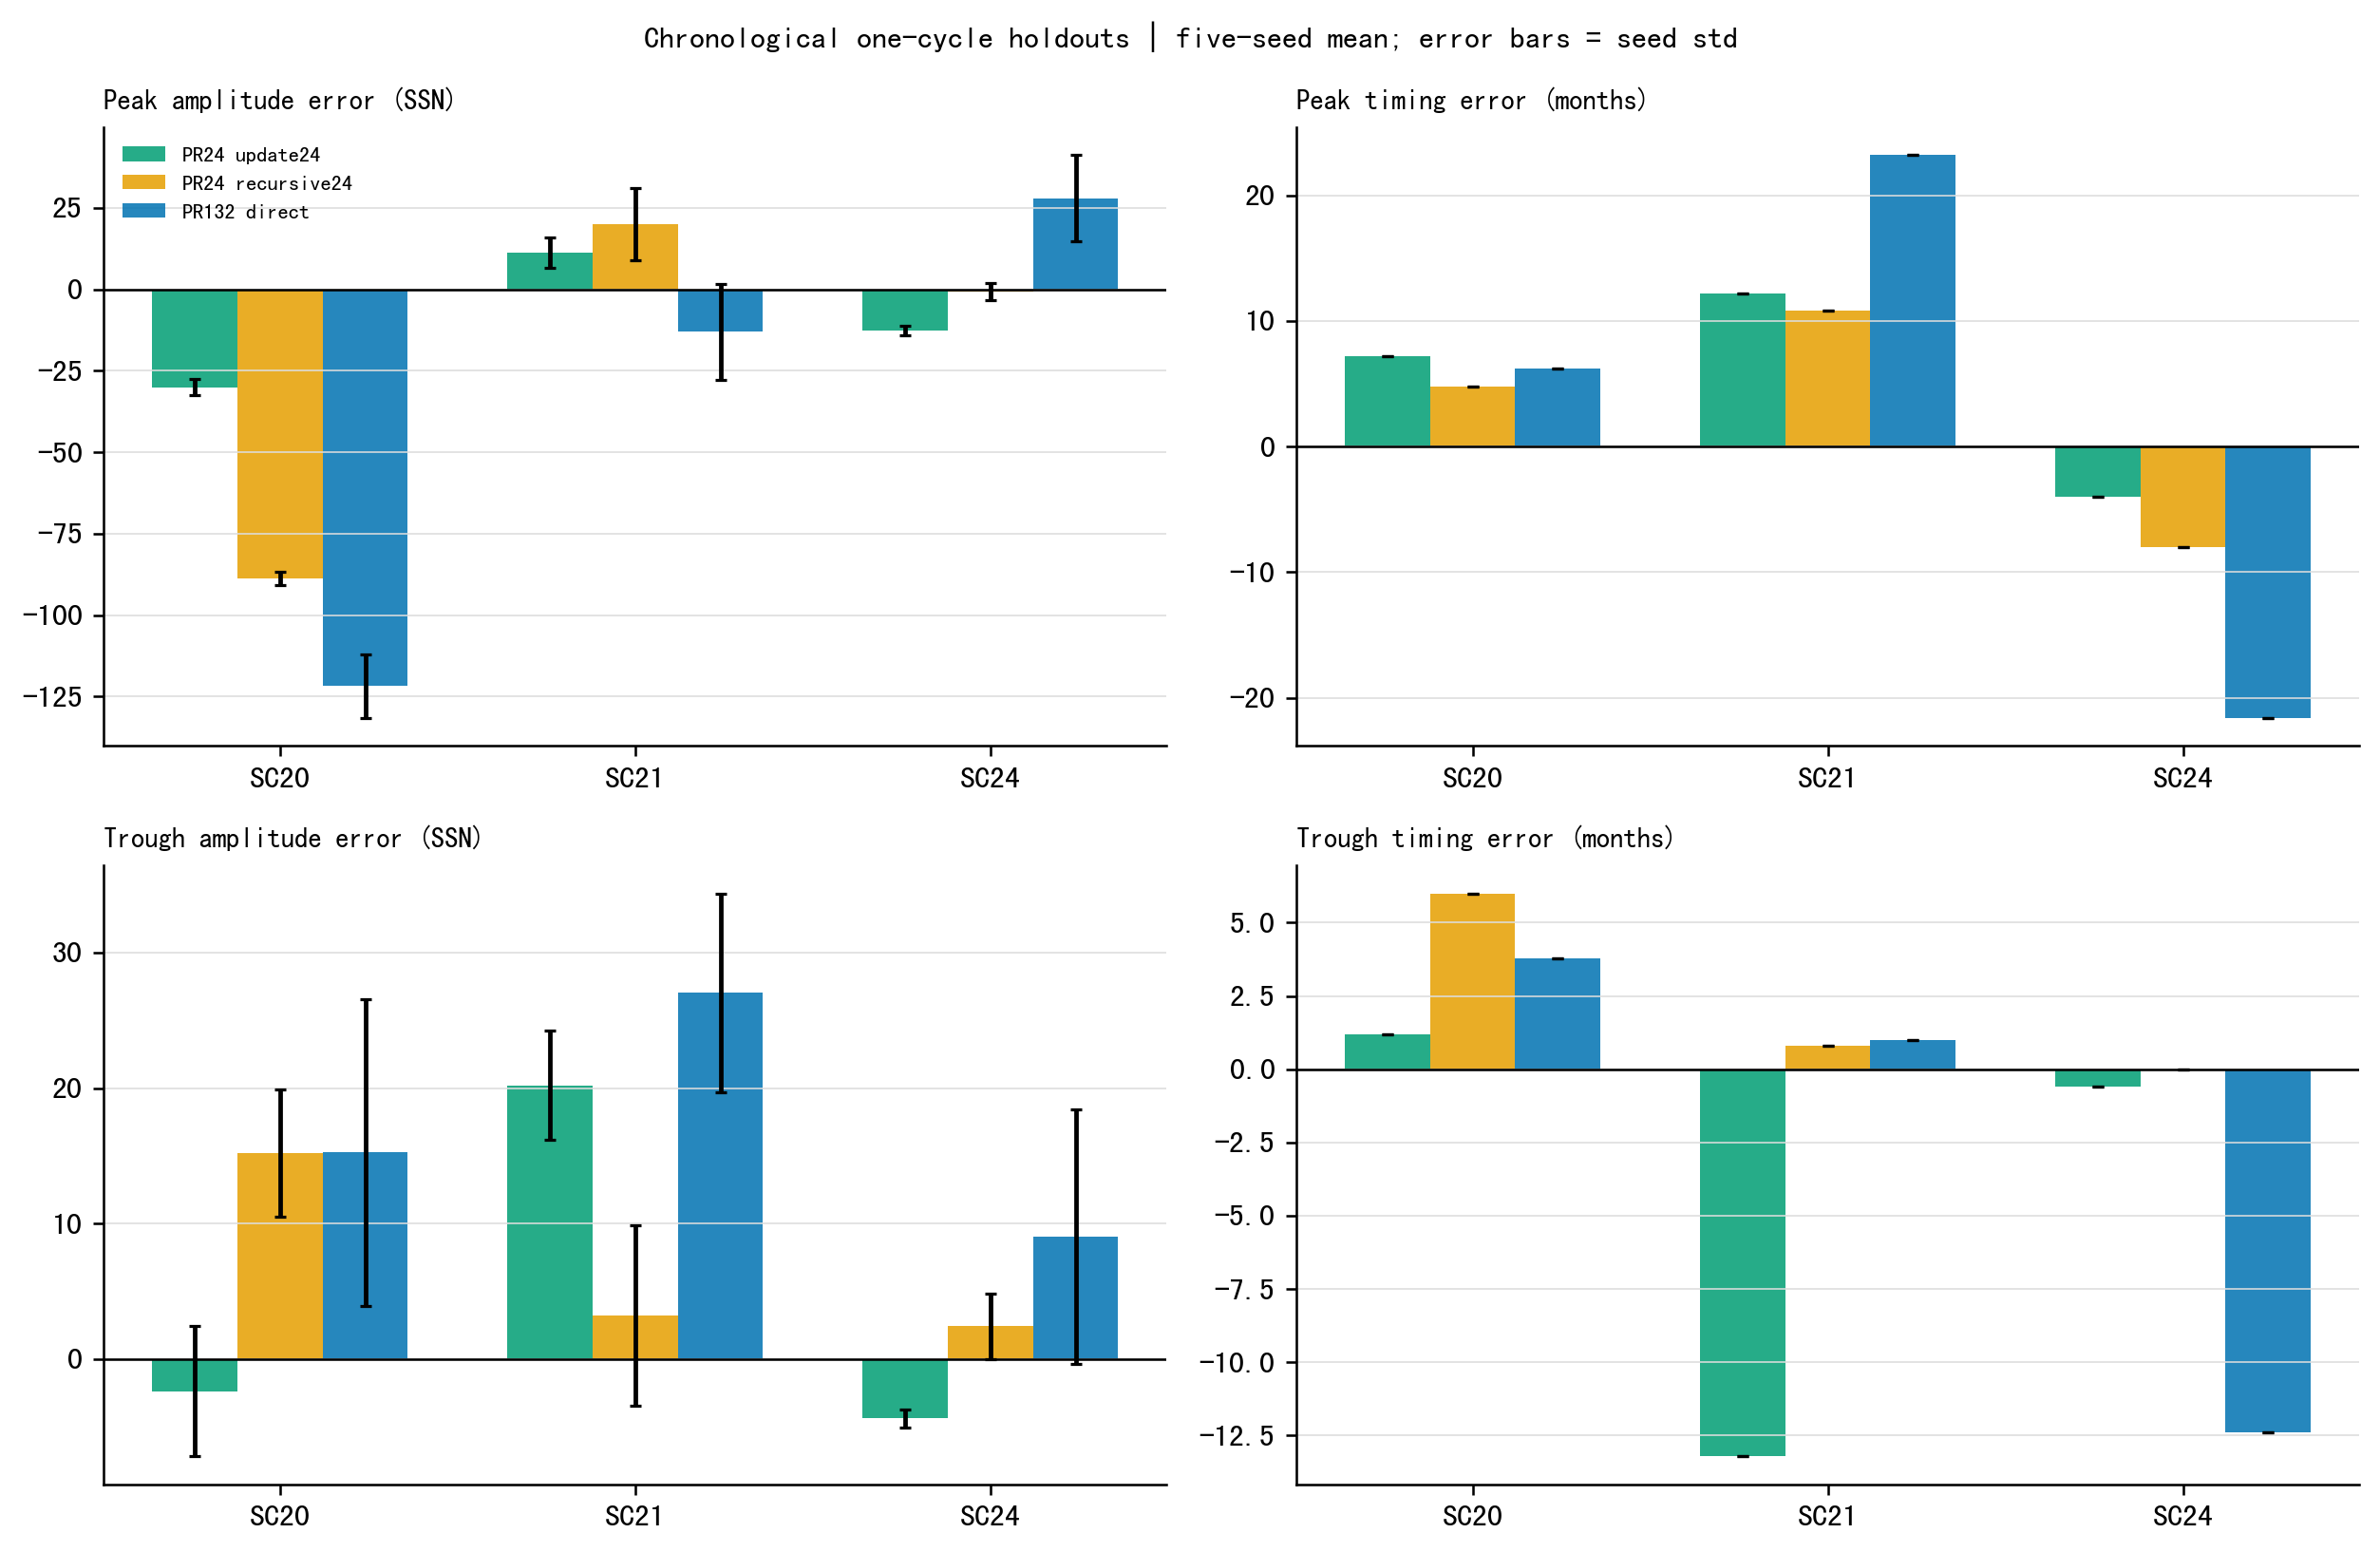 Chronological one-cycle holdouts | five-seed mean; error bars = seed std
Peak amplitude error (SSN)
PR24 update24
PR24 recursive24
PR132 direct
25
0
-25
-50
-75
-100
-125
SC20 SC21 SC24
Peak timing error (months)
20
10
0
-10
-20
SC20 SC21 SC24
Trough amplitude error (SSN)
30
20
10
0
SC20 SC21 SC24
Trough timing error (months)
5.0
2.5
0.0
-2.5
-5.0
-7.5
-10.0
-12.5
SC20 SC21 SC24